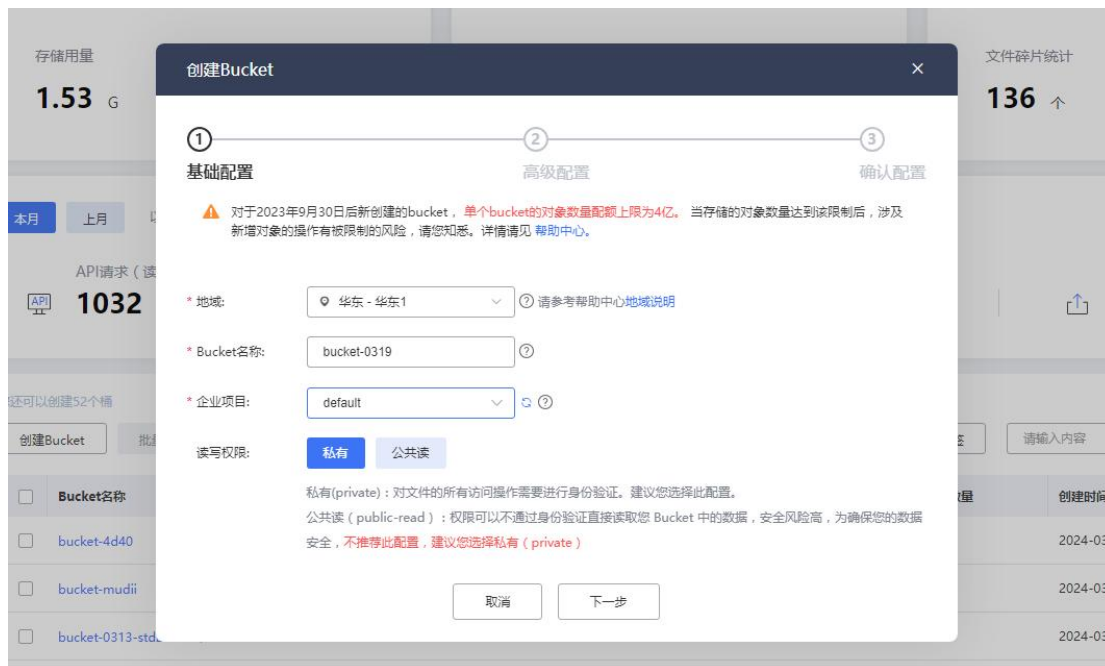 存储用量
1.53 G
文件碎片统计
136 个
创建Bucket
1
2
3
基础配置
高级配置
确认配置
对于2023年9月30日后新创建的bucket，单个bucket的对象数量配额上限为4亿。 当存储的对象数量达到该限制后，涉及
新增对象的操作有被限制的风险，请您知悉。详情请见 帮助中心。
本月
上月
API请求（读
API
1032
* 地域:
华东 - 华东1
请参考帮助中心地域说明
* Bucket名称:
bucket-0319
还可以创建52个桶
* 企业项目:
default
创建Bucket
请输入内容
读写权限:
私有
公共读
私有(private)：对文件的所有访问操作需要进行身份验证。建议您选择此配置。
公共读（public-read）：权限可以不通过身份验证直接读取您 Bucket 中的数据，安全风险高，为确保您的数据
安全，不推荐此配置，建议您选择私有（private）
Bucket名称
创建时间
bucket-4d40
2024-03
bucket-mudii
2024-03
取消
下一步
bucket-0313-std
2024-03